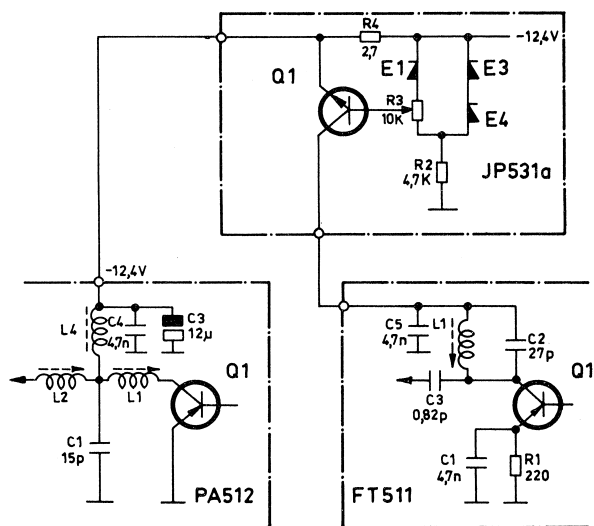 R4
2,7
-12,4V
E1
E3
Q1
R3
10K
E4
R2
4,7K
JP531a
-12,4V
L4
C4
4,7n
C3
12µ
Q1
L2
L1
C1
15p
PA512
C5
4,7n
L1
C2
27p
C3
0,82p
Q1
C1
4,7n
R1
220
FT511